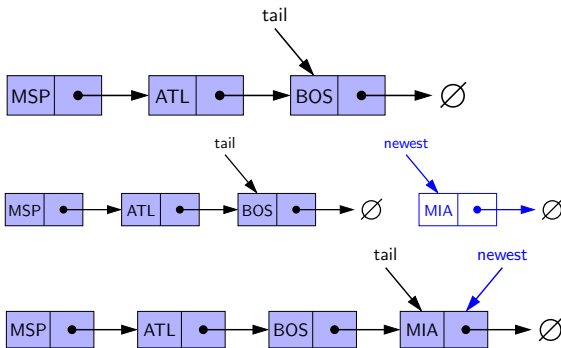 tail
MSP ATL BOS ∅
tail newest
MSP ATL BOS ∅ MIA ∅
tail newest
MSP ATL BOS MIA ∅